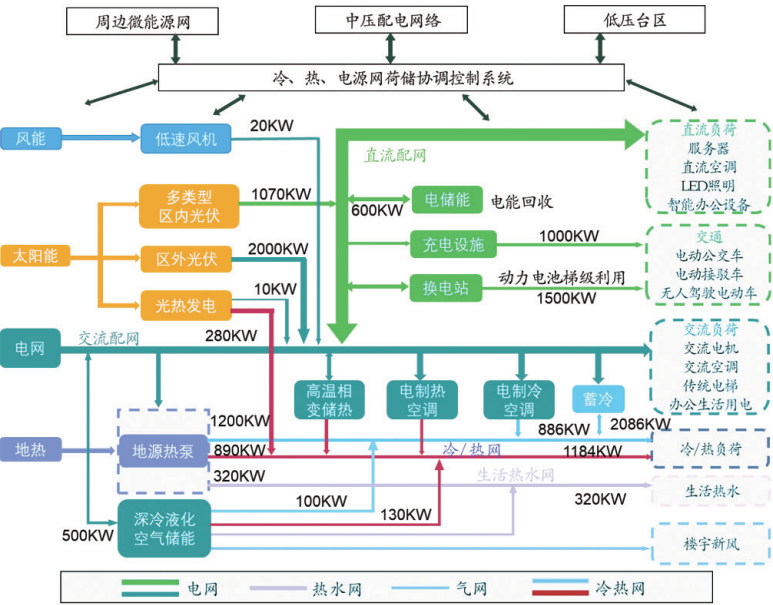 周边微能源网
中压配电网络
低压台区
冷、热、电源网荷储协调控制系统
风能
低速风机
20KW
直流配网
直流负荷
服务器
直流空调
LED照明
智能办公设备
太阳能
多类型
区内光伏
1070KW
600KW
电储能
电能回收
区外光伏
2000KW
充电设施
1000KW
交通
电动公交车
电动接驳车
无人驾驶电动车
光热发电
10KW
280KW
换电站
动力电池梯级利用
1500KW
电网
交流配网
交流负荷
交流电机
交流空调
传统电梯
办公生活用电
高温相
变储热
电制热
空调
电制冷
空调
蓄冷
1200KW
886KW
2086KW
地热
地源热泵
890KW
冷/热网
1184KW
冷/热负荷
320KW
生活热水网
320KW
生活热水
100KW
130KW
500KW
深冷液化
空气储能
楼宇新风
电网
热水网
气网
冷热网